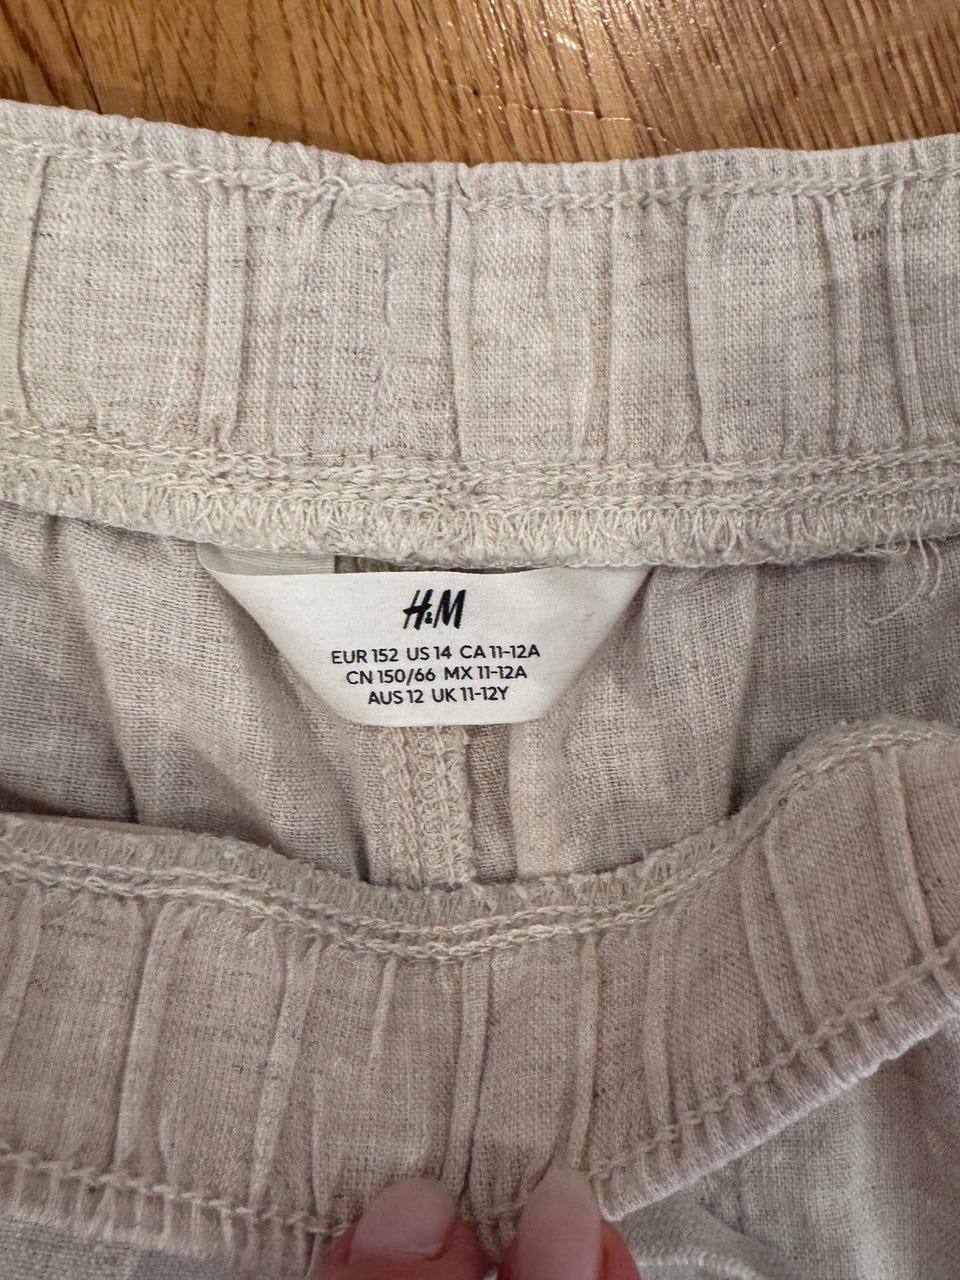 H&M
EUR 152 US 14 CA 11-12A
CN 150/66 MX 11-12A
AUS 12 UK 11-12Y